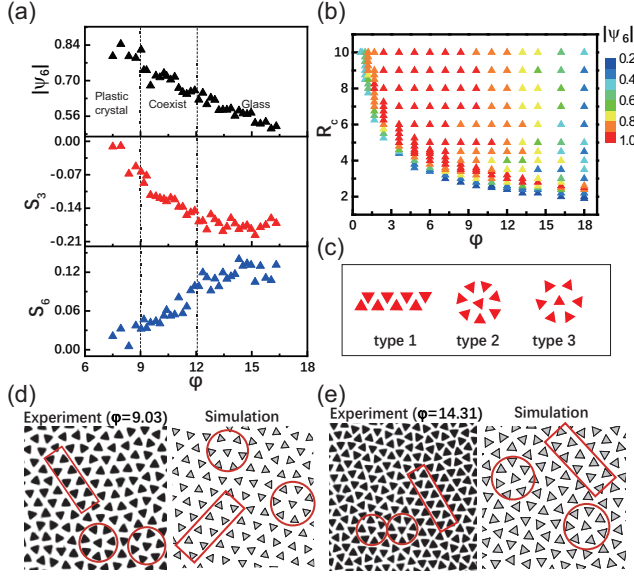 (a)
|ψ₆|
0.84
0.70
0.56
Plastic
crystal
Coexist
Glass
S₃
0.00
-0.07
-0.14
-0.21
S₆
0.12
0.06
0.00
6 9 12 15 18
φ
(b)
|ψ₆|
R_c
10
8
6
4
2
0 3 6 9 12 15 18
φ
0.2
0.4
0.6
0.8
1.0
(c)
type 1 type 2 type 3
(d)
Experiment (φ=9.03) Simulation
(e)
Experiment (φ=14.31) Simulation